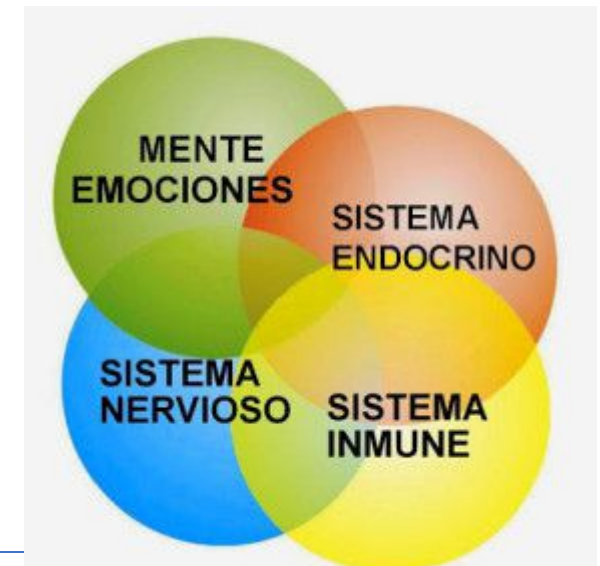 MENTE
EMOCIONES
SISTEMA
ENDOCRINO
SISTEMA
NERVIOSO
SISTEMA
INMUNE